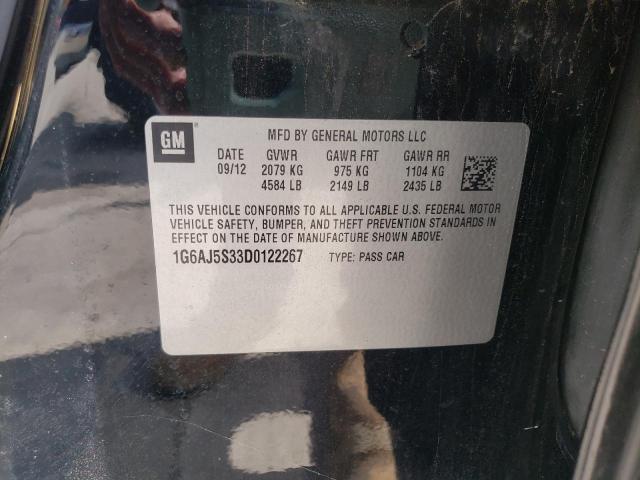 GM
MFD BY GENERAL MOTORS LLC
DATE GVWR GAWR FRT GAWR RR
09/12 2079 KG 975 KG 1104 KG
4584 LB 2149 LB 2435 LB
THIS VEHICLE CONFORMS TO ALL APPLICABLE U.S. FEDERAL MOTOR
VEHICLE SAFETY, BUMPER, AND THEFT PREVENTION STANDARDS IN
EFFECT ON THE DATE OF MANUFACTURE SHOWN ABOVE.
1G6AJ5S33D0122267 TYPE: PASS CAR